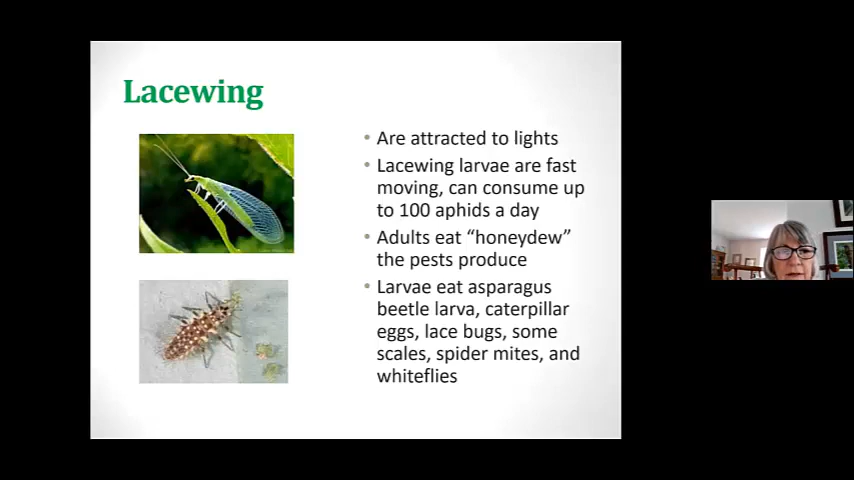 Lacewing
• Are attracted to lights
• Lacewing larvae are fast
moving, can consume up
to 100 aphids a day
• Adults eat “honeydew”
the pests produce
• Larvae eat asparagus
beetle larva, caterpillar
eggs, lace bugs, some
scales, spider mites, and
whiteflies